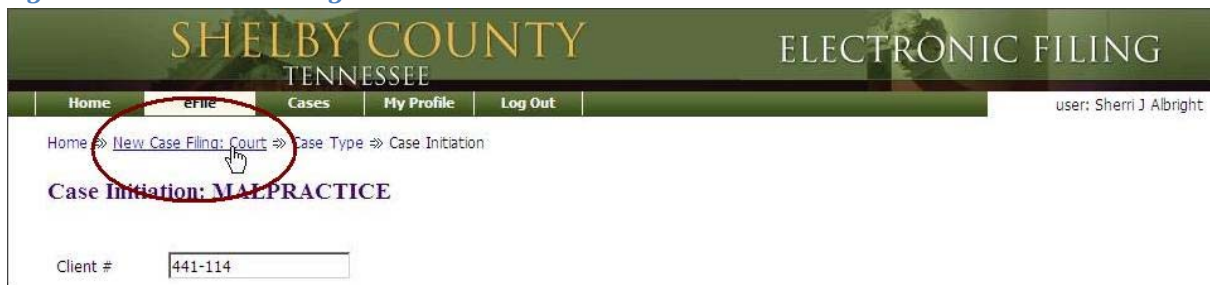 SHELBY COUNTY
TENNESSEE
ELECTRONIC FILING
Home eFile Cases My Profile Log Out
user: Sherri J Albright
Home ⇒ New Case Filing: Court ⇒ Case Type ⇒ Case Initiation
Case Initiation: MALPRACTICE
Client # 441-114